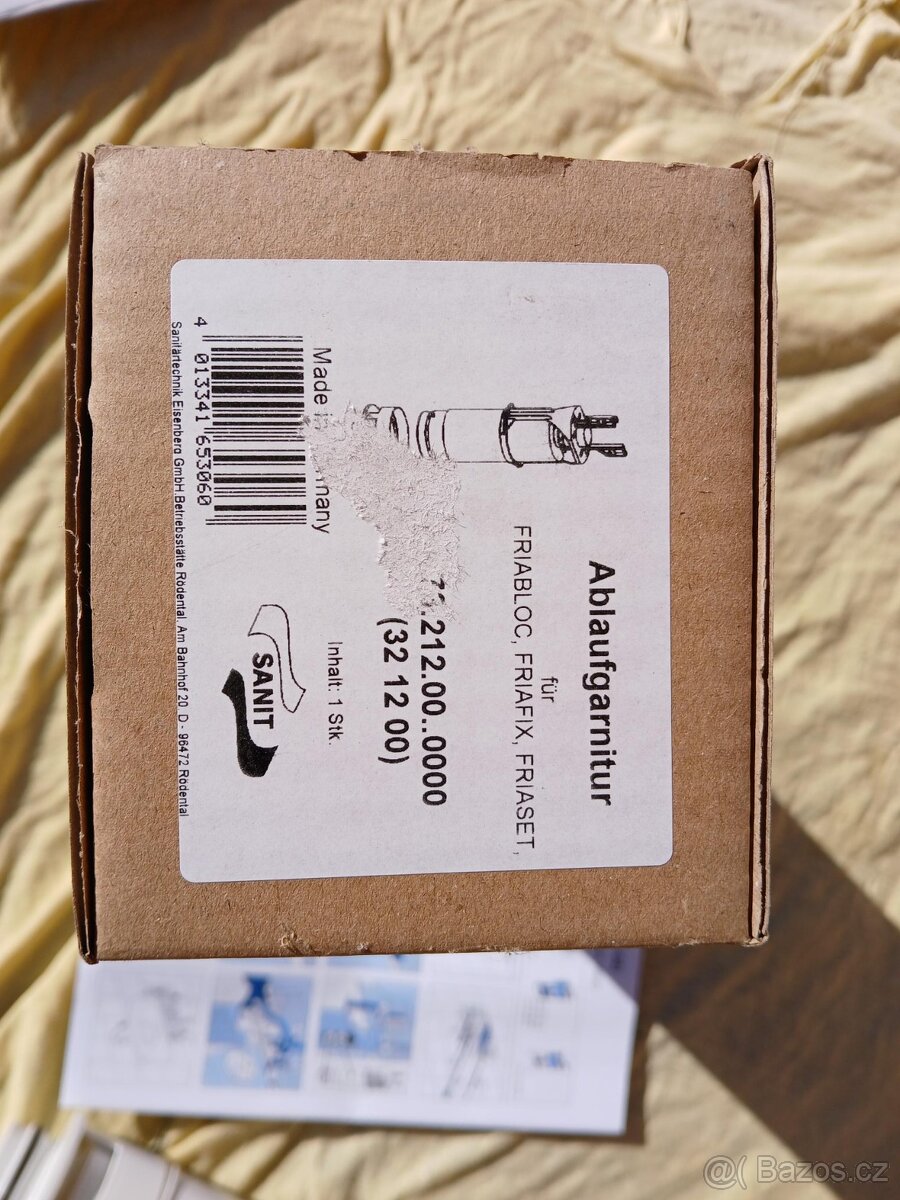 Ablaufgarnitur
für
FRIABLOC, FRIAFIX, FRIASET,
.212.00..0000
(32 12 00)
Inhalt: 1 Stk.
SANIT
Made in
4 013341 653060
Sanitärtechnik Eisenberg GmbH.Betriebsstätte Rödental. Am Bahnhof 20. D - 96472 Rödental
@( Bazos.cz